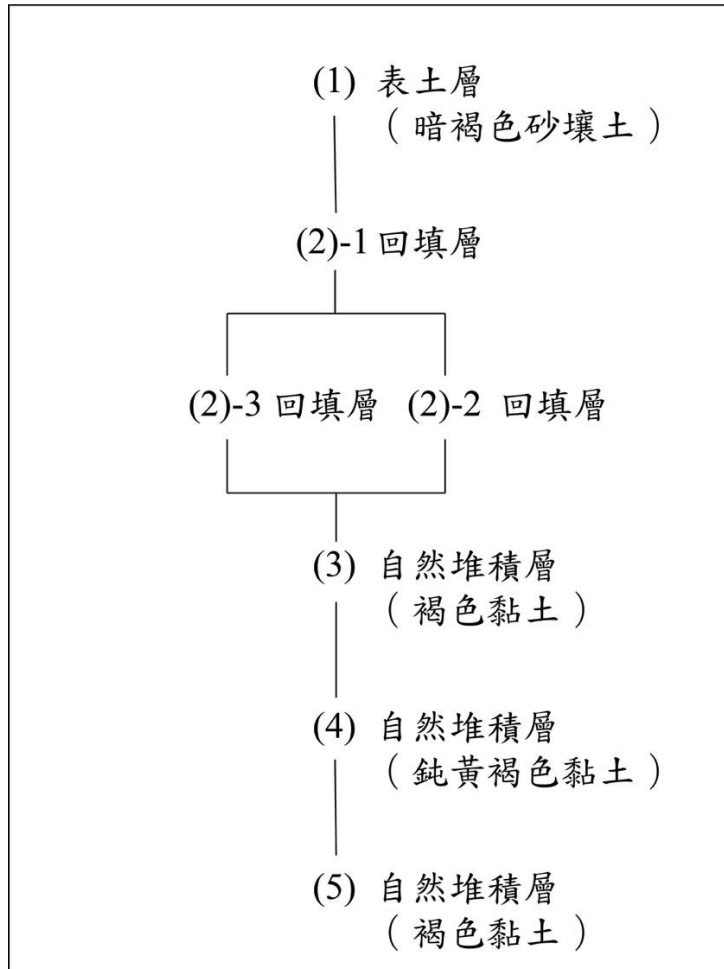 (1) 表土層
（暗褐色砂壤土）
(2)-1 回填層
(2)-3 回填層 (2)-2 回填層
(3) 自然堆積層
（褐色黏土）
(4) 自然堆積層
（鈍黃褐色黏土）
(5) 自然堆積層
（褐色黏土）